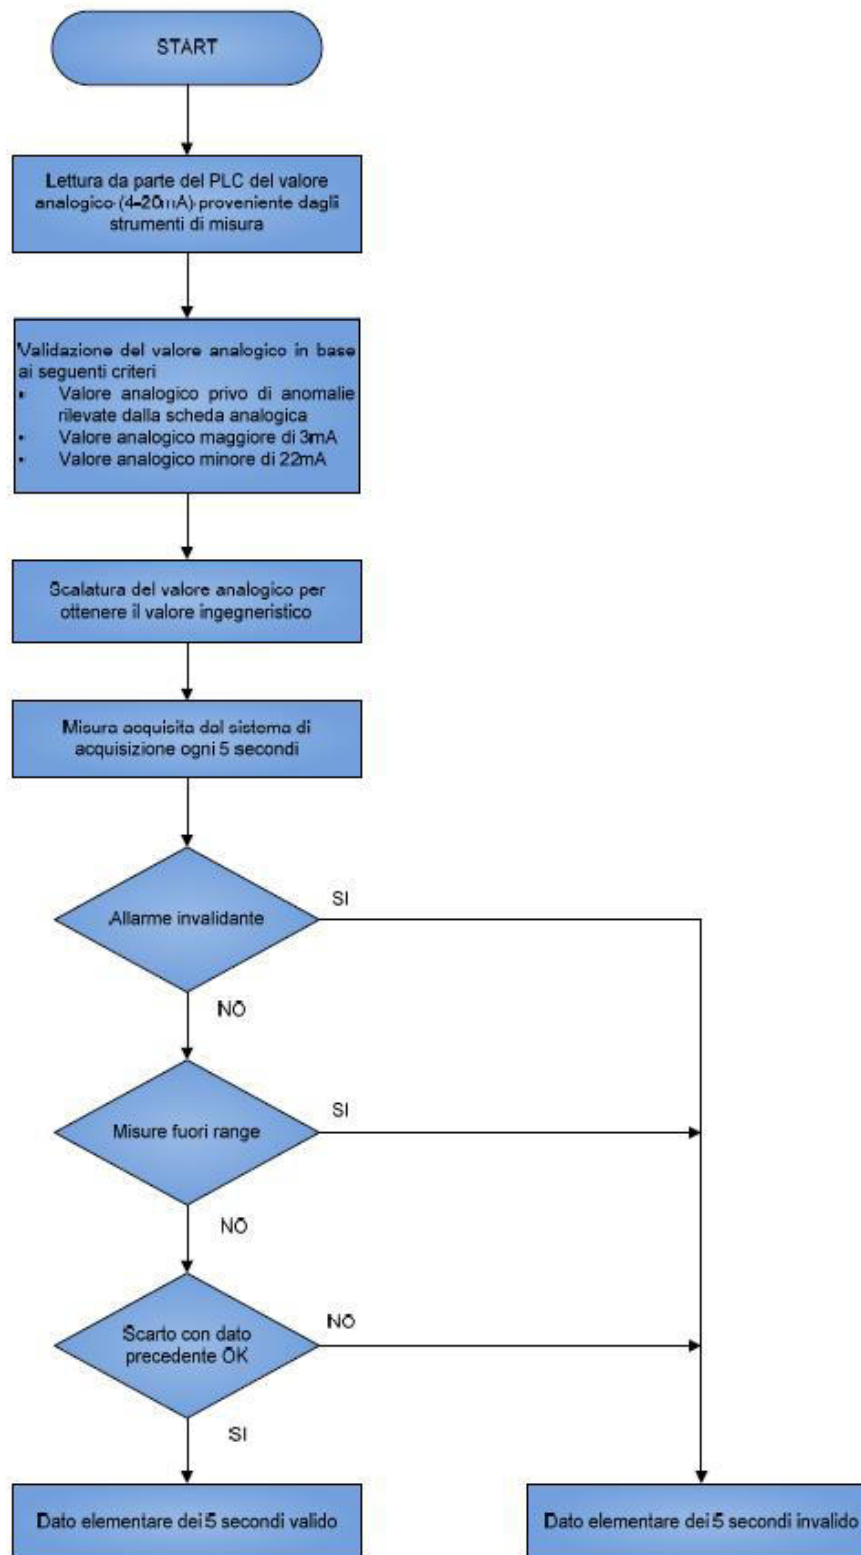 START
Lettura da parte del PLC del valore
analogico (4-20mA) proveniente dagli
strumenti di misura
Validazione del valore analogico in base
ai seguenti criteri
• Valore analogico privo di anomalie
rilevate dalla scheda analogica
• Valore analogico maggiore di 3mA
• Valore analogico minore di 22mA
Scalatura del valore analogico per
ottenere il valore ingegneristico
Misura acquisita dal sistema di
acquisizione ogni 5 secondi
Allarme invalidante
SI
NO
Misure fuori range
SI
NO
Scarto con dato
precedente OK
NO
SI
Dato elementare dei 5 secondi valido
Dato elementare dei 5 secondi invalido